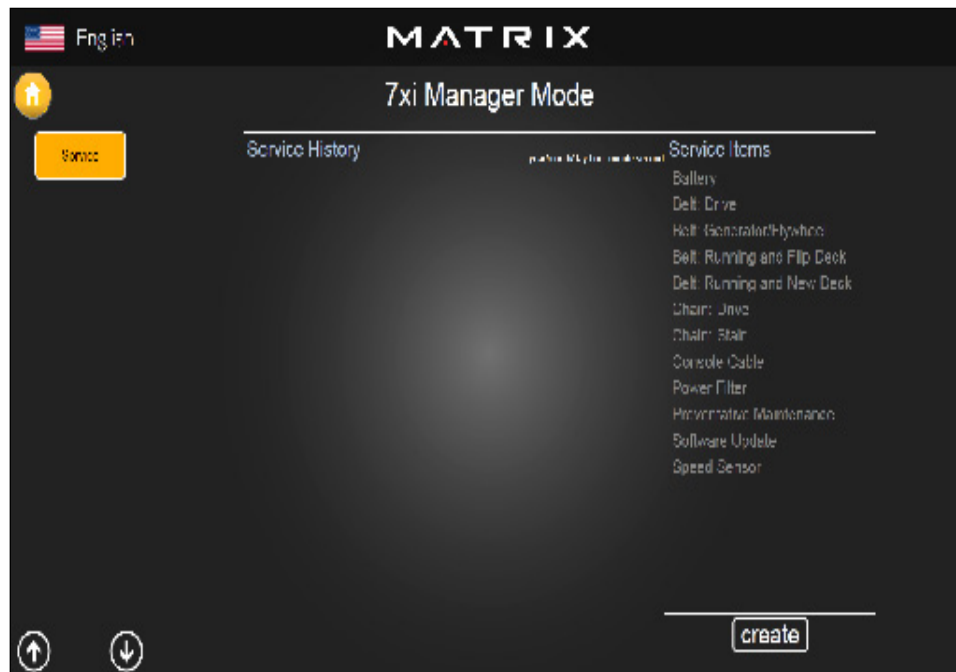 English
MATRIX
7xi Manager Mode
Service
Service History
Service Items
Battery
Belt: Drive
Belt: Generator/Flywheel
Belt: Running and Flip Deck
Belt: Running and New Deck
Chain: Drive
Chain: Stair
Console Cable
Power Filter
Preventative Maintenance
Software Update
Speed Sensor
create